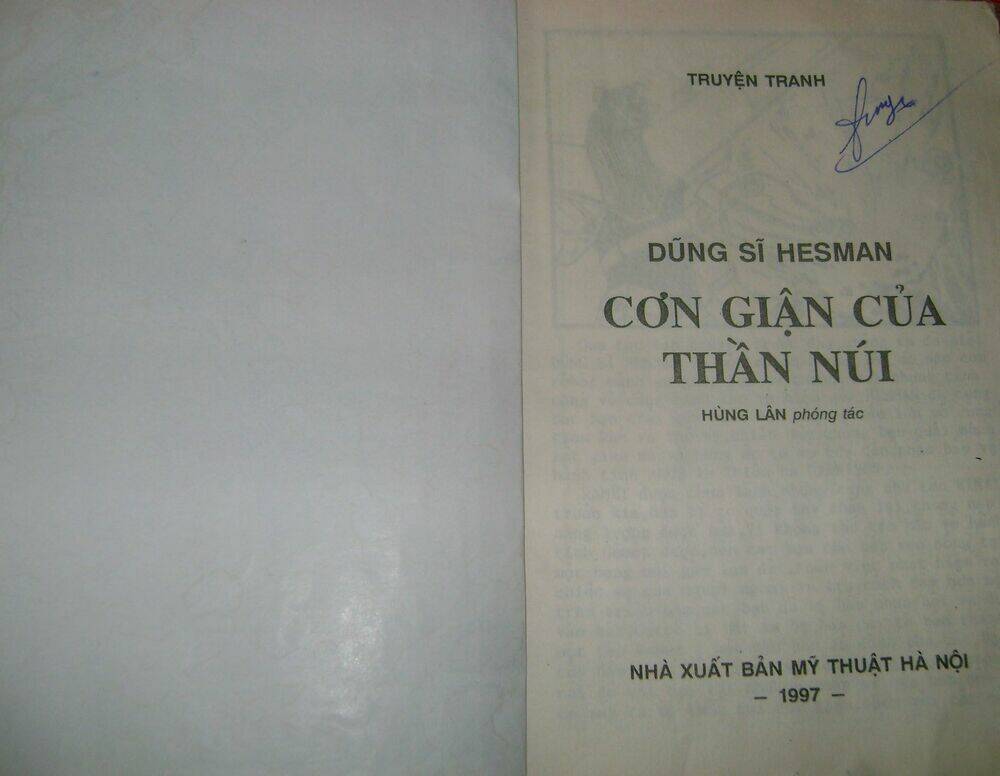 TRUYỆN TRANH
DŨNG SĨ HESMAN
CƠN GIẬN CỦA
THẦN NÚI
HÙNG LÂN phóng tác
NHÀ XUẤT BẢN MỸ THUẬT HÀ NỘI
– 1997 –